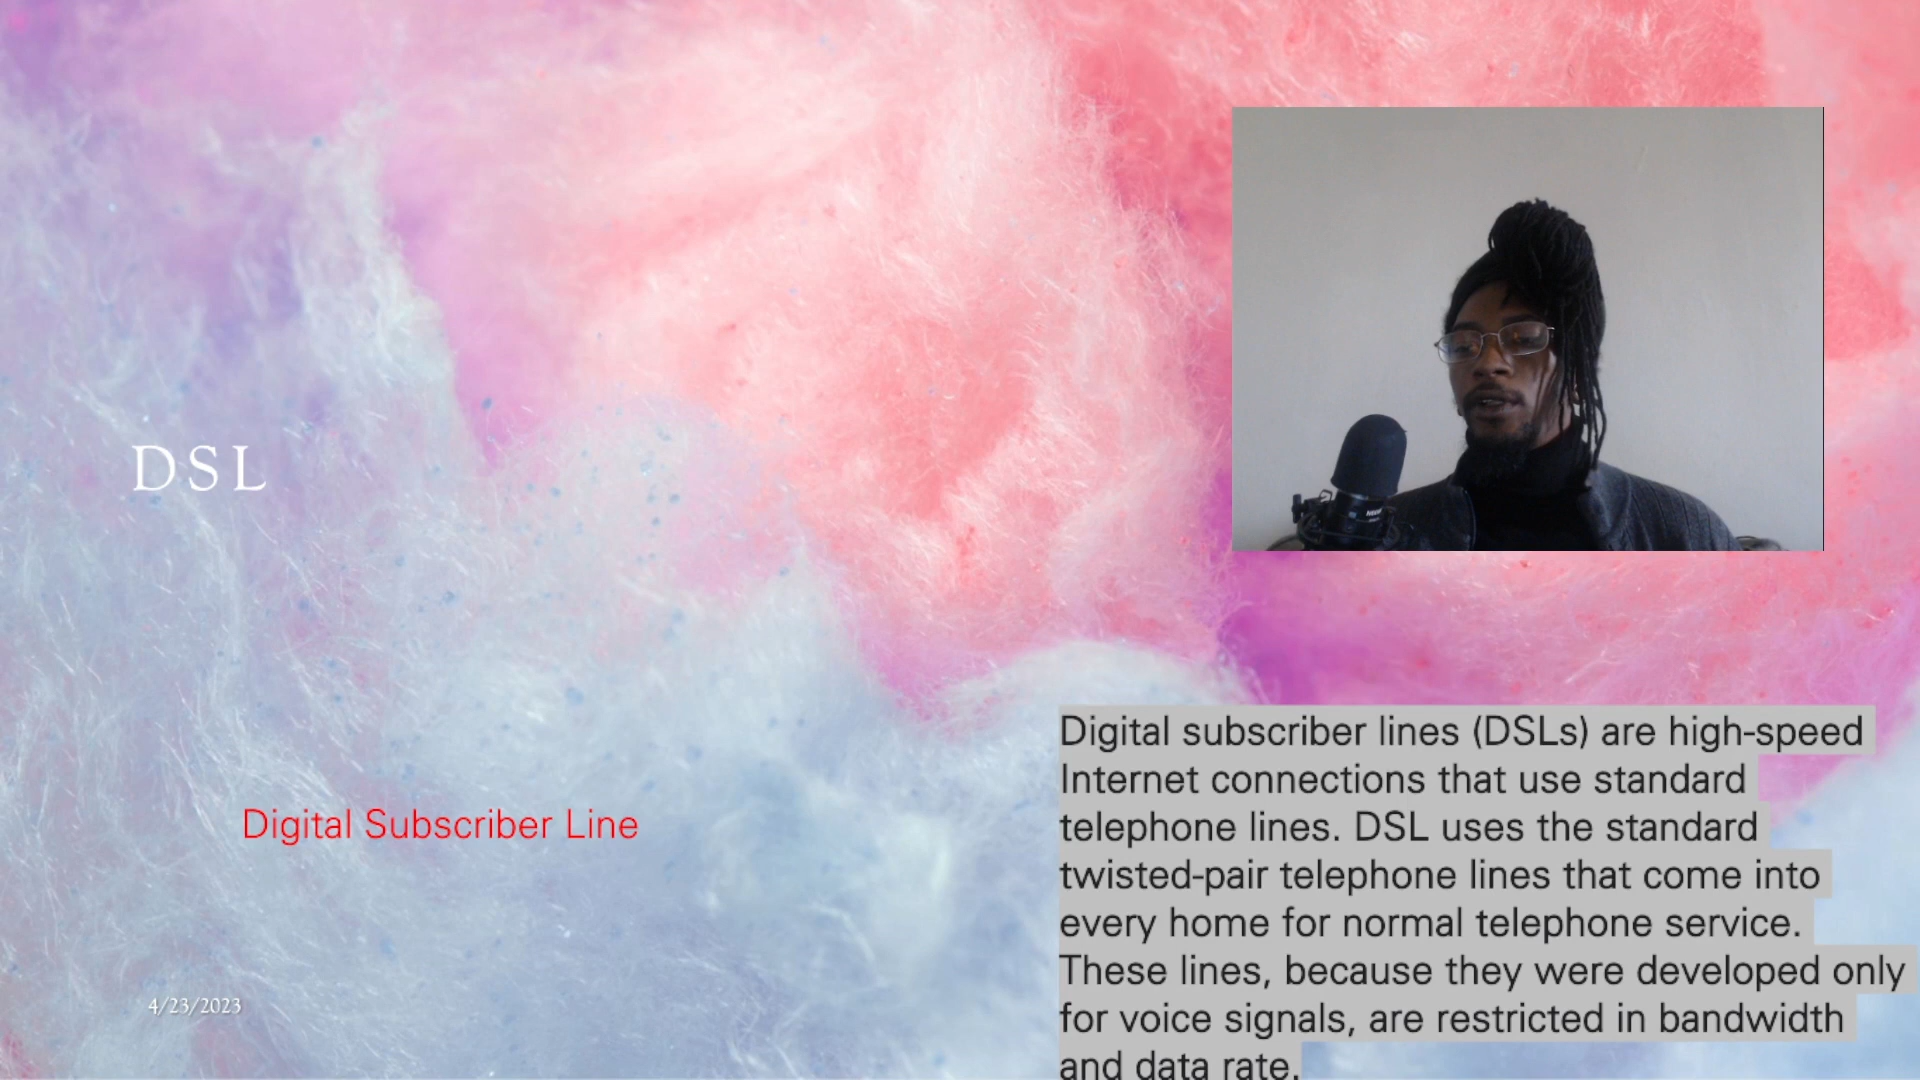 DSL
Digital Subscriber Line
4/23/2023
Digital subscriber lines (DSLs) are high-speed
Internet connections that use standard
telephone lines. DSL uses the standard
twisted-pair telephone lines that come into
every home for normal telephone service.
These lines, because they were developed only
for voice signals, are restricted in bandwidth
and data rate.